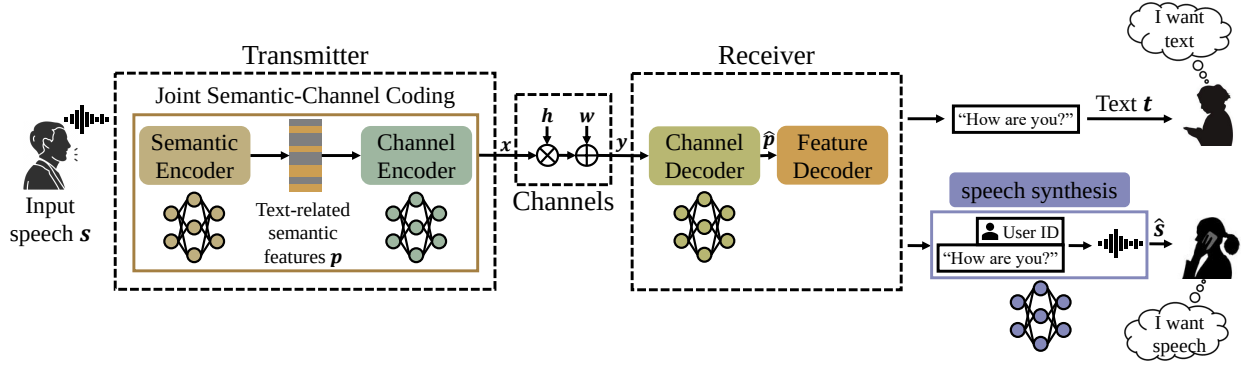 Transmitter
Joint Semantic-Channel Coding
Semantic
Encoder
Channel
Encoder
Text-related
semantic
features p
Input
speech s
x
h
w
y
Channels
Receiver
Channel
Decoder
p̂
Feature
Decoder
“How are you?”
Text t
I want
text
speech synthesis
User ID
“How are you?”
ŝ
I want
speech